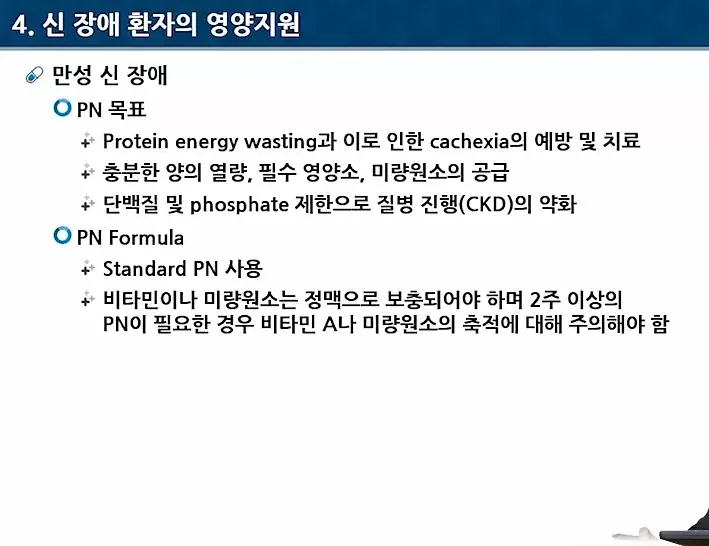 4. 신 장애 환자의 영양지원
만성 신 장애
PN 목표
Protein energy wasting과 이로 인한 cachexia의 예방 및 치료
충분한 양의 열량, 필수 영양소, 미량원소의 공급
단백질 및 phosphate 제한으로 질병 진행(CKD)의 약화
PN Formula
Standard PN 사용
비타민이나 미량원소는 정맥으로 보충되어야 하며 2주 이상의
PN이 필요한 경우 비타민 A나 미량원소의 축적에 대해 주의해야 함